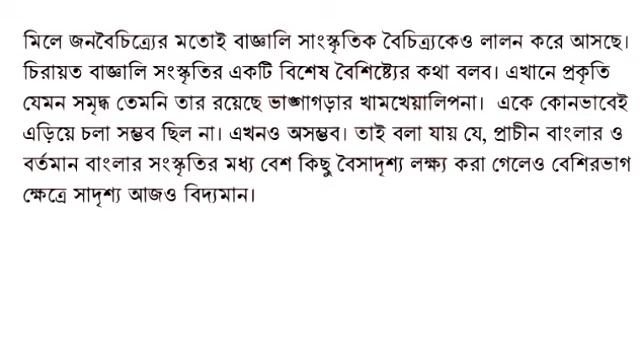 মিলে জনবৈচিত্র্যের মতোই বাঙ্গালি সাংস্কৃতিক বৈচিত্র্যকেও লালন করে আসছে।
চিরায়ত বাঙ্গালি সংস্কৃতির একটি বিশেষ বৈশিষ্ট্যের কথা বলব। এখানে প্রকৃতি
যেমন সমৃদ্ধ তেমনি তার রয়েছে ভাঙ্গাগড়ার খামখেয়ালিপনা।  একে কোনভাবেই
এড়িয়ে চলা সম্ভব ছিল না। এখনও অসম্ভব। তাই বলা যায় যে, প্রাচীন বাংলার ও
বর্তমান বাংলার সংস্কৃতির মধ্য বেশ কিছু বৈসাদৃশ্য লক্ষ্য করা গেলেও বেশিরভাগ
ক্ষেত্রে সাদৃশ্য আজও বিদ্যমান।